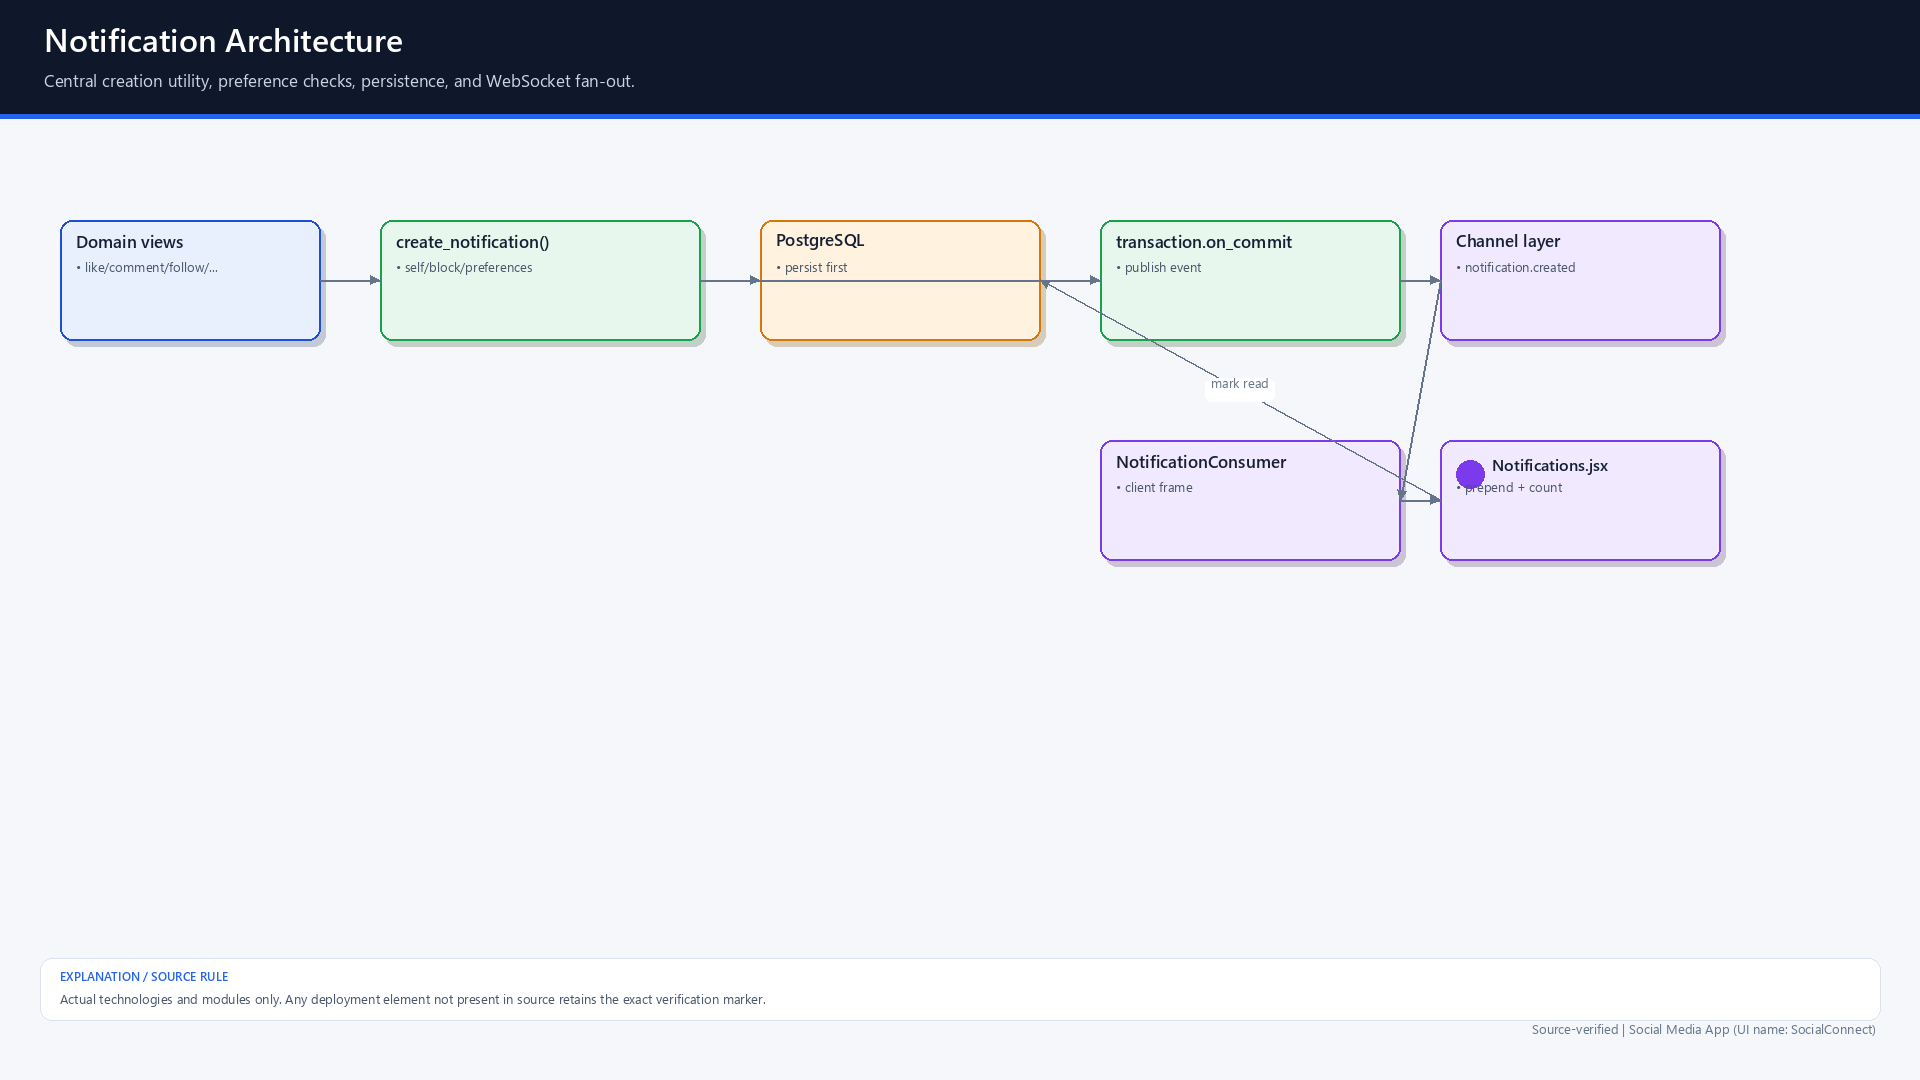 Notification Architecture
Central creation utility, preference checks, persistence, and WebSocket fan-out.
Domain views
• like/comment/follow/...
create_notification()
• self/block/preferences
PostgreSQL
• persist first
transaction.on_commit
• publish event
Channel layer
• notification.created
mark read
NotificationConsumer
• client frame
Notifications.jsx
• prepend + count
EXPLANATION / SOURCE RULE
Actual technologies and modules only. Any deployment element not present in source retains the exact verification marker.
Source-verified | Social Media App (UI name: SocialConnect)